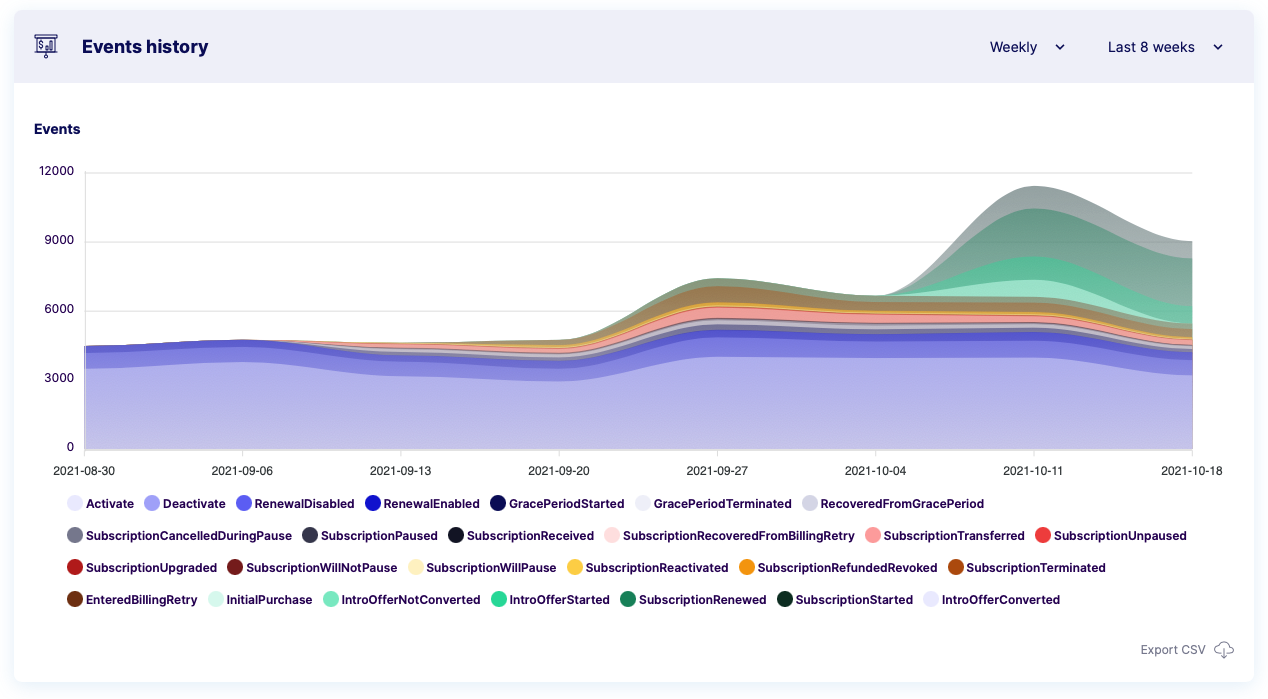 Events history
Weekly
Last 8 weeks
Events
12000
9000
6000
3000
0
2021-08-30 2021-09-06 2021-09-13 2021-09-20 2021-09-27 2021-10-04 2021-10-11 2021-10-18
Activate Deactivate RenewalDisabled RenewalEnabled GracePeriodStarted GracePeriodTerminated RecoveredFromGracePeriod
SubscriptionCancelledDuringPause SubscriptionPaused SubscriptionReceived SubscriptionRecoveredFromBillingRetry SubscriptionTransferred SubscriptionUnpaused
SubscriptionUpgraded SubscriptionWillNotPause SubscriptionWillPause SubscriptionReactivated SubscriptionRefundedRevoked SubscriptionTerminated
EnteredBillingRetry InitialPurchase IntroOfferNotConverted IntroOfferStarted SubscriptionRenewed SubscriptionStarted IntroOfferConverted
Export CSV